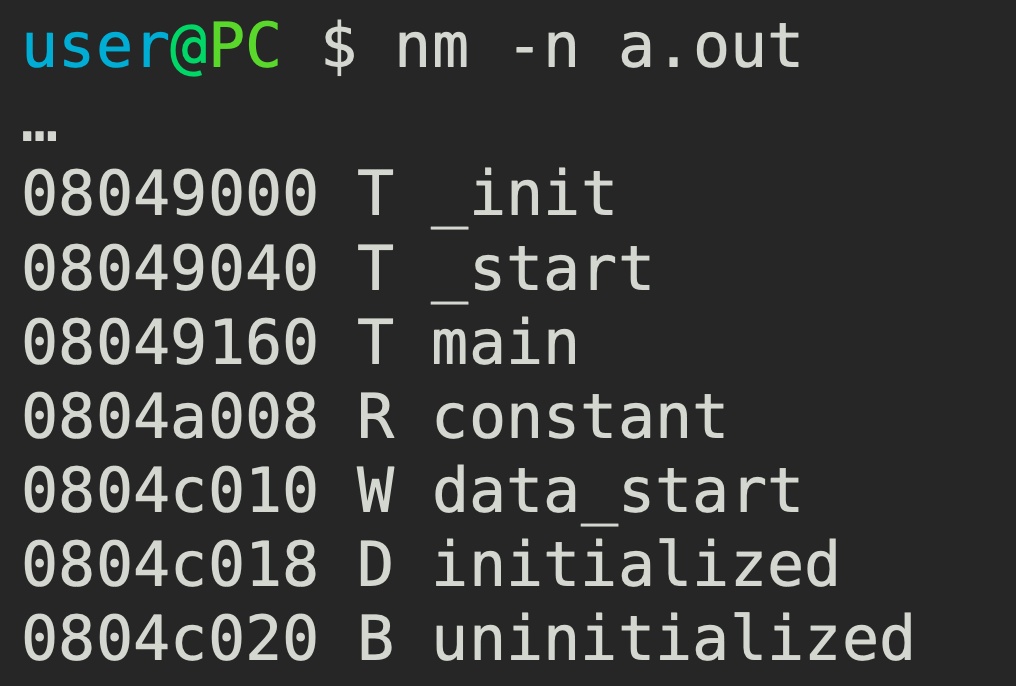 user@PC $ nm -n a.out
…
08049000 T _init
08049040 T _start
08049160 T main
0804a008 R constant
0804c010 W data_start
0804c018 D initialized
0804c020 B uninitialized